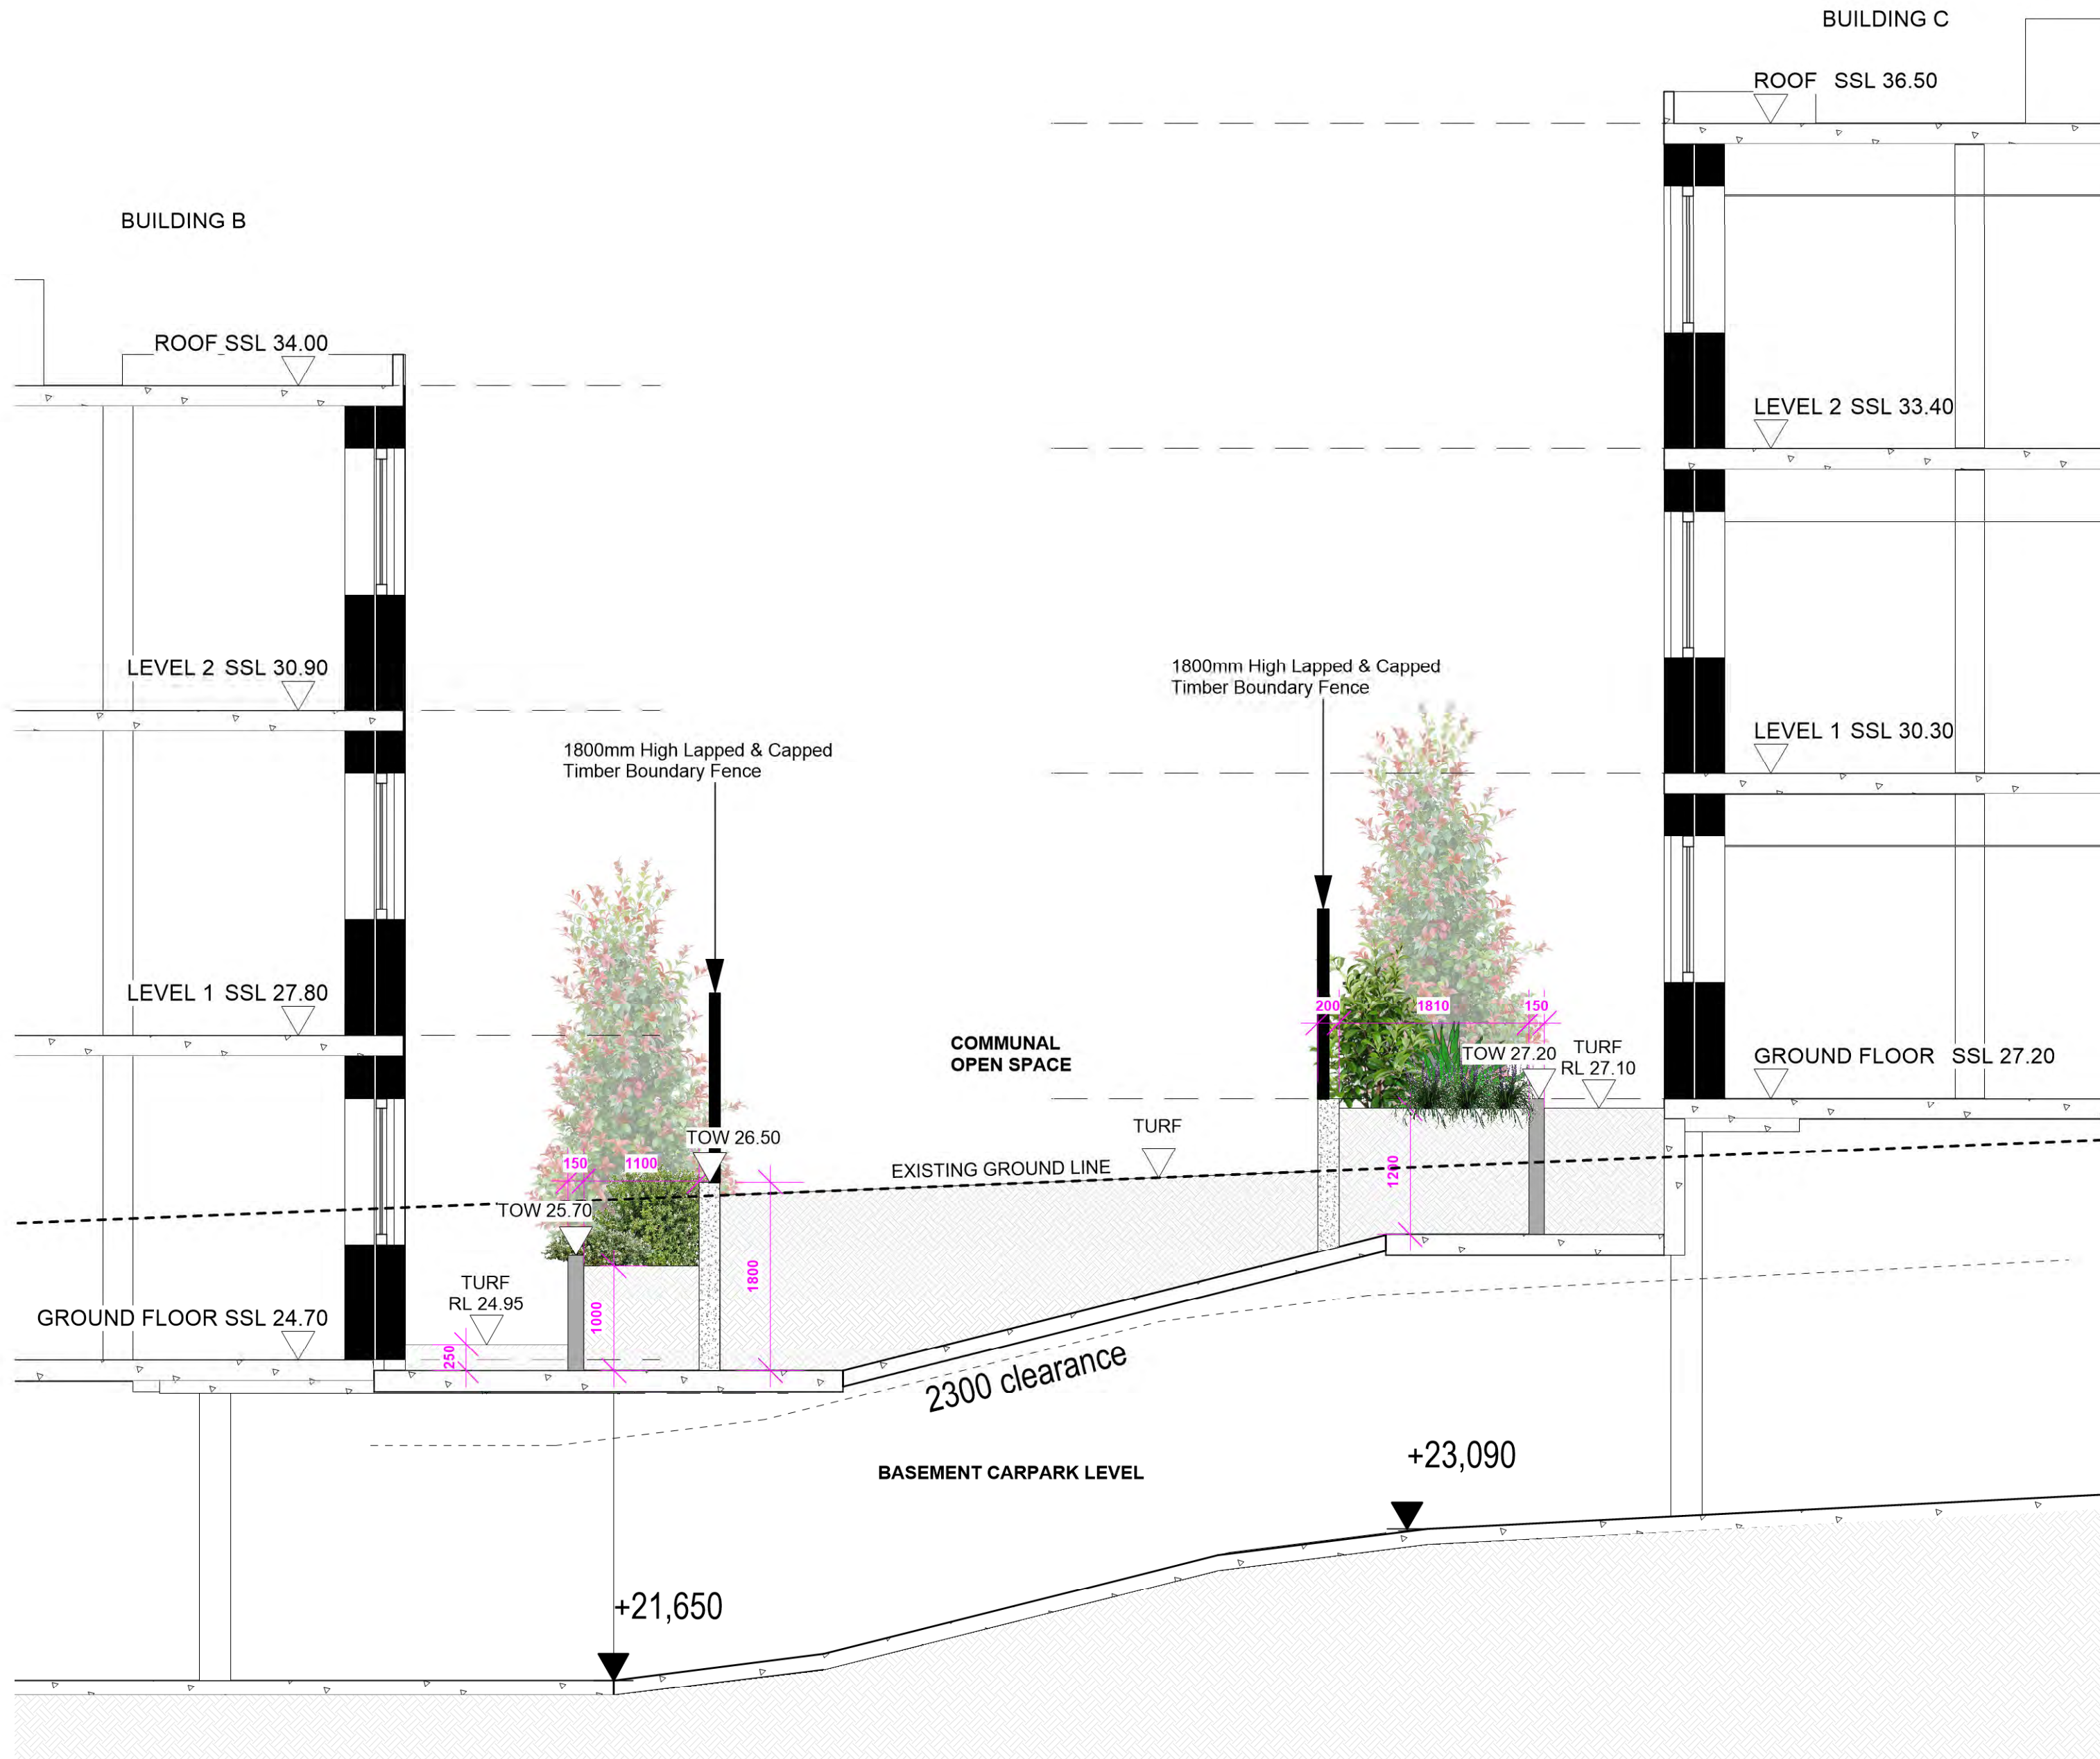 BUILDING C
ROOF SSL 36.50
BUILDING B
ROOF SSL 34.00
LEVEL 2 SSL 33.40
LEVEL 2 SSL 30.90
1800mm High Lapped & Capped
Timber Boundary Fence
LEVEL 1 SSL 30.30
1800mm High Lapped & Capped
Timber Boundary Fence
LEVEL 1 SSL 27.80
200
1810
150
COMMUNAL
OPEN SPACE
TOW 27.20
TURF
RL 27.10
GROUND FLOOR SSL 27.20
TURF
TOW 26.50
150
1100
EXISTING GROUND LINE
1200
TOW 25.70
1800
TURF
RL 24.95
GROUND FLOOR SSL 24.70
1000
250
2300 clearance
+23,090
BASEMENT CARPARK LEVEL
+21,650